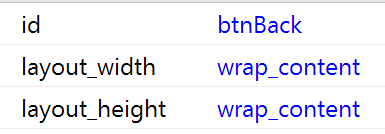 id btnBack
layout_width wrap_content
layout_height wrap_content